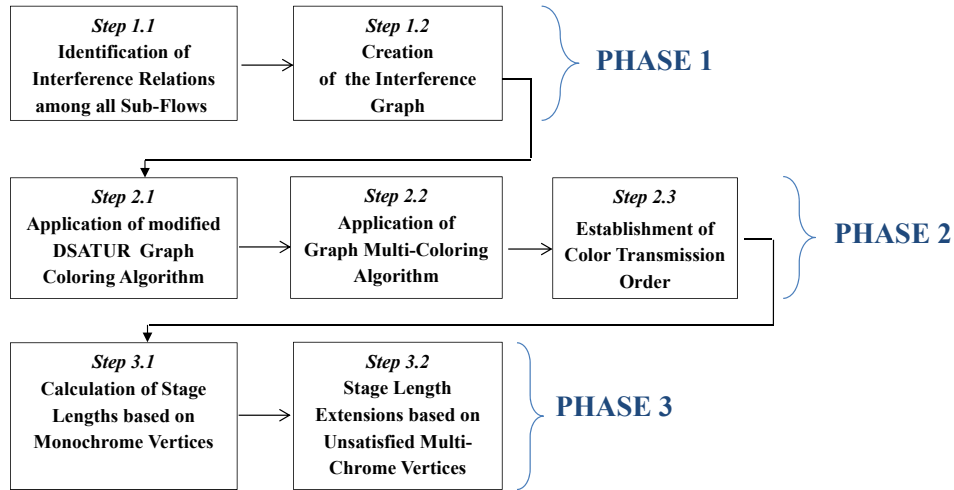 Step 1.1
Identification of
Interference Relations
among all Sub-Flows
Step 1.2
Creation
of the Interference
Graph
PHASE 1
Step 2.1
Application of modified
DSATUR Graph
Coloring Algorithm
Step 2.2
Application of
Graph Multi-Coloring
Algorithm
Step 2.3
Establishment of
Color Transmission
Order
PHASE 2
Step 3.1
Calculation of Stage
Lengths based on
Monochrome Vertices
Step 3.2
Stage Length
Extensions based on
Unsatisfied Multi-
Chrome Vertices
PHASE 3